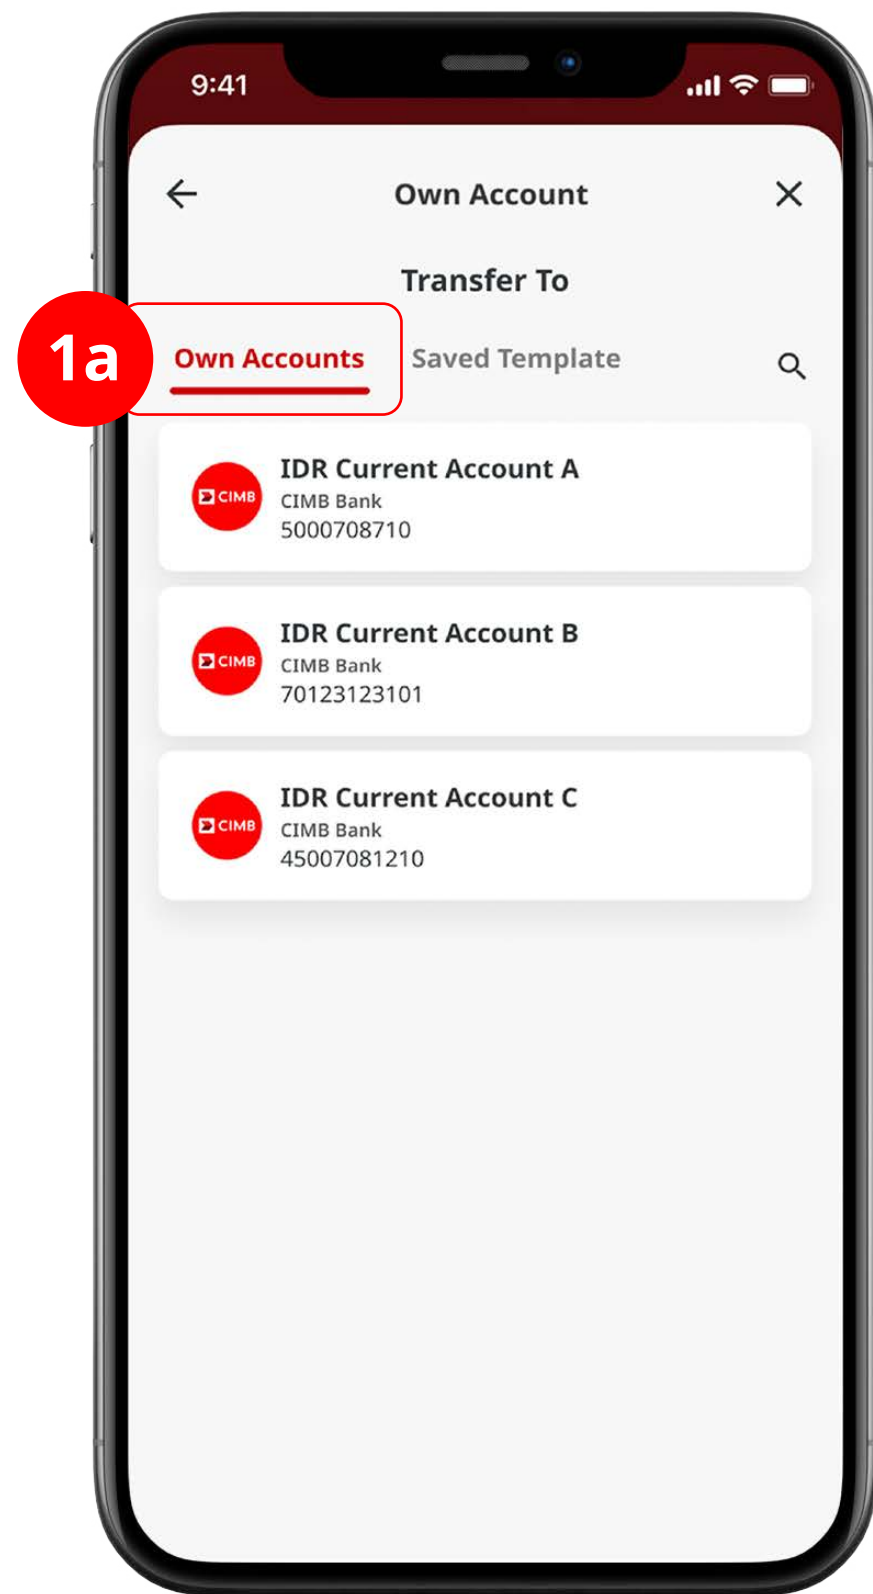 9:41
Own Account
Transfer To
1a
Own Accounts
Saved Template
IDR Current Account A
CIMB
CIMB Bank
5000708710
IDR Current Account B
CIMB
CIMB Bank
70123123101
IDR Current Account C
CIMB
CIMB Bank
45007081210